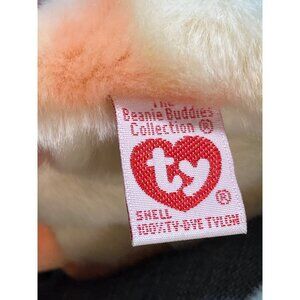 The
Beanie Buddies
Collection ®
ty ®
SHELL
100% TY-DYE TYLON